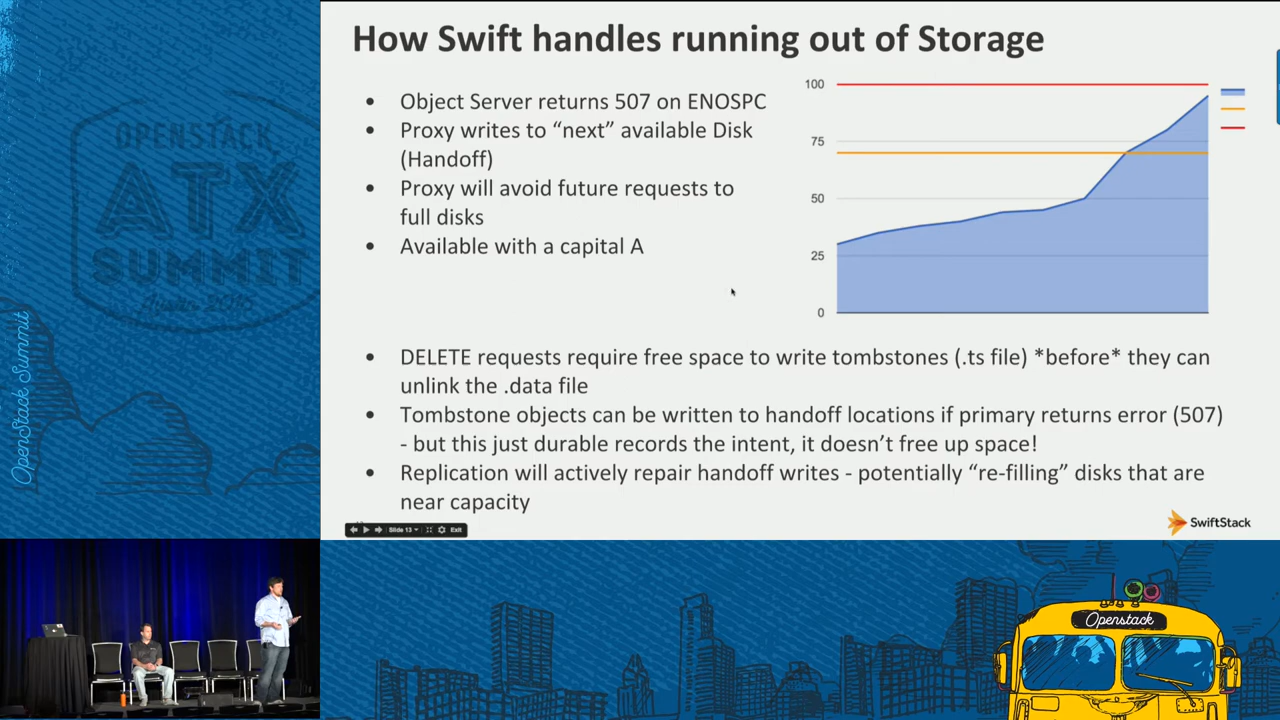 How Swift handles running out of Storage
Object Server returns 507 on ENOSPC
Proxy writes to “next” available Disk
(Handoff)
Proxy will avoid future requests to
full disks
Available with a capital A
100
75
50
25
0
DELETE requests require free space to write tombstones (.ts file) *before* they can
unlink the .data file
Tombstone objects can be written to handoff locations if primary returns error (507)
- but this just durable records the intent, it doesn’t free up space!
Replication will actively repair handoff writes - potentially “re-filling” disks that are
near capacity
Slide 13
Exit
SwiftStack
OPENSTACK
ATX
SUMMIT
Austin 2016
OpenStack Summit
Openstack